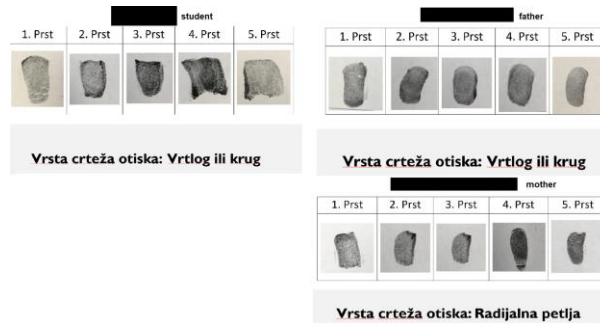 student
1. Prst 2. Prst 3. Prst 4. Prst 5. Prst
Vrsta crteža otiska: Vrtlog ili krug
father
1. Prst 2. Prst 3. Prst 4. Prst 5. Prst
Vrsta crteža otiska: Vrtlog ili krug
mother
1. Prst 2. Prst 3. Prst 4. Prst 5. Prst
Vrsta crteža otiska: Radijalna petlja